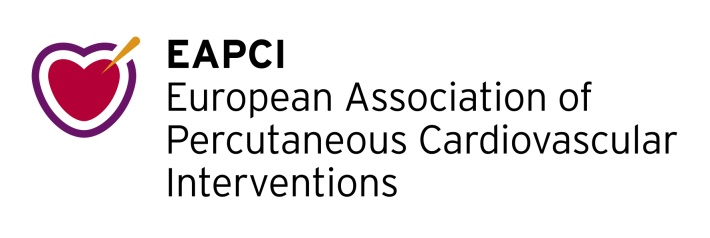 EAPCI
European Association of
Percutaneous Cardiovascular
Interventions